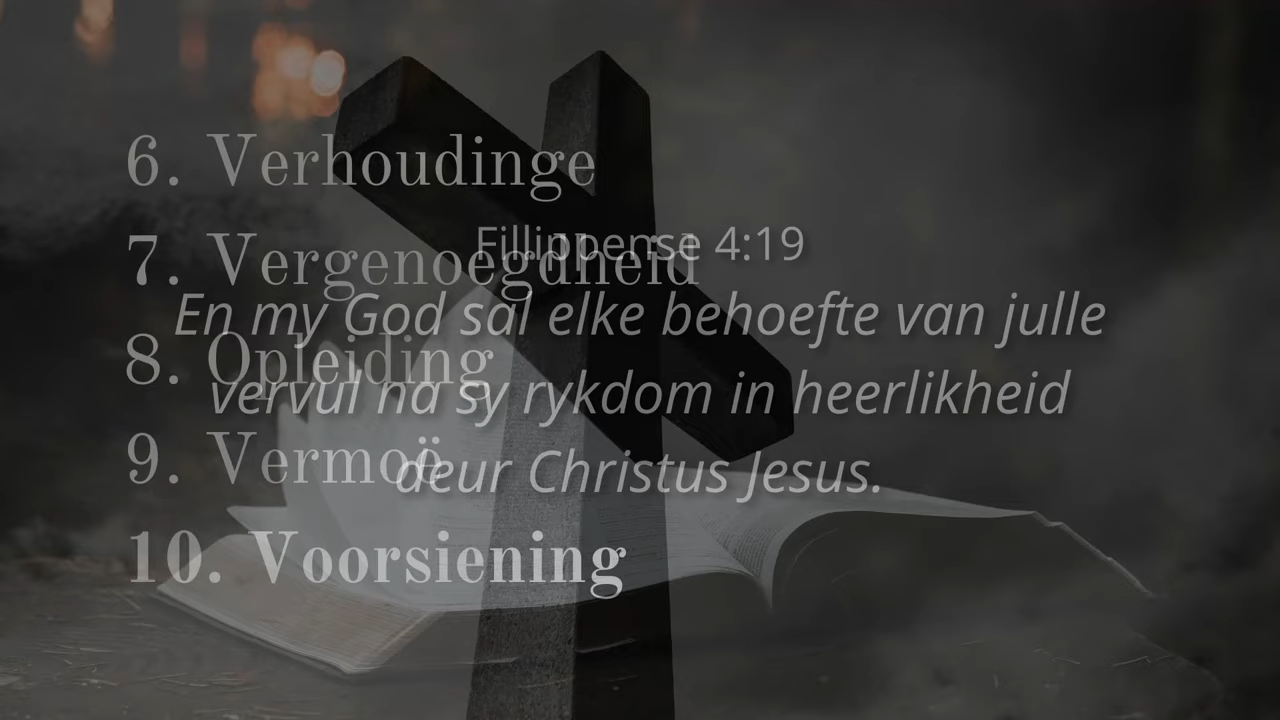 6. Verhoudinge
7. Vergenoegdheid
8. Opleiding
9. Vermoë
10. Voorsiening
Fillippense 4:19
En my God sal elke behoefte van julle
vervul na sy rykdom in heerlikheid
deur Christus Jesus.